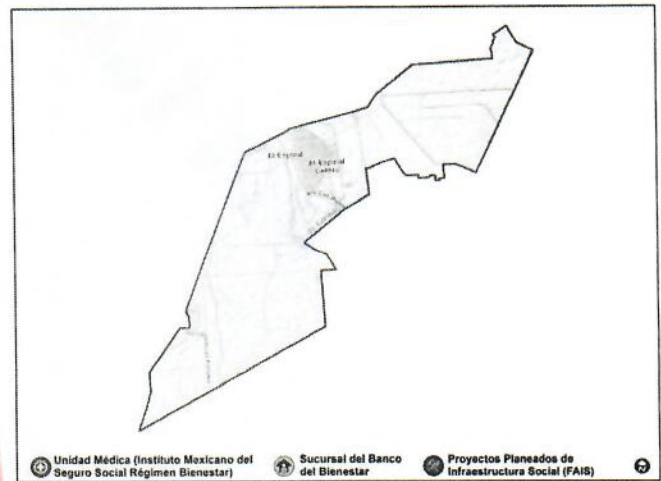 El Espinal
El Espinal
Unidad Médica (Instituto Mexicano del
Seguro Social Régimen Bienestar)
Sucursal del Banco
del Bienestar
Proyectos Planeados de
Infraestructura Social (FAIS)